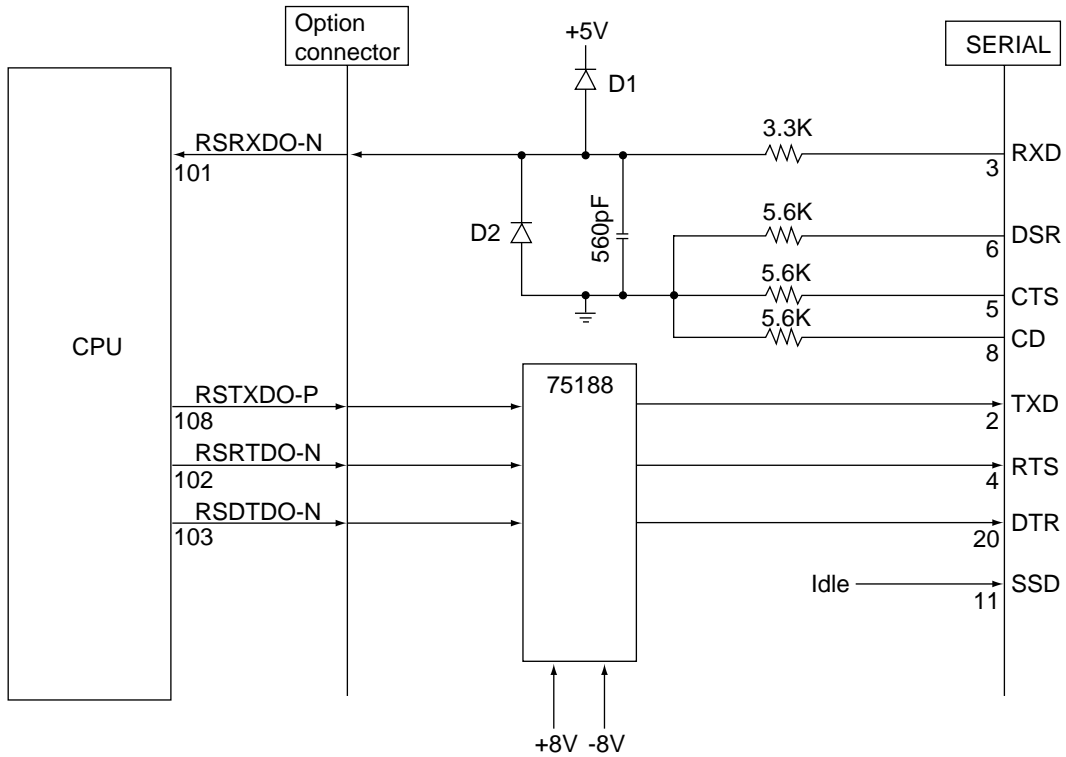 Option
connector
SERIAL
+5V
D1
RSRXDO-N
101
3.3K
3
RXD
D2
560pF
5.6K
6
DSR
5.6K
5
CTS
5.6K
8
CD
CPU
75188
RSTXDO-P
108
2
TXD
RSRTDO-N
102
4
RTS
RSDTDO-N
103
20
DTR
Idle
11
SSD
+8V -8V